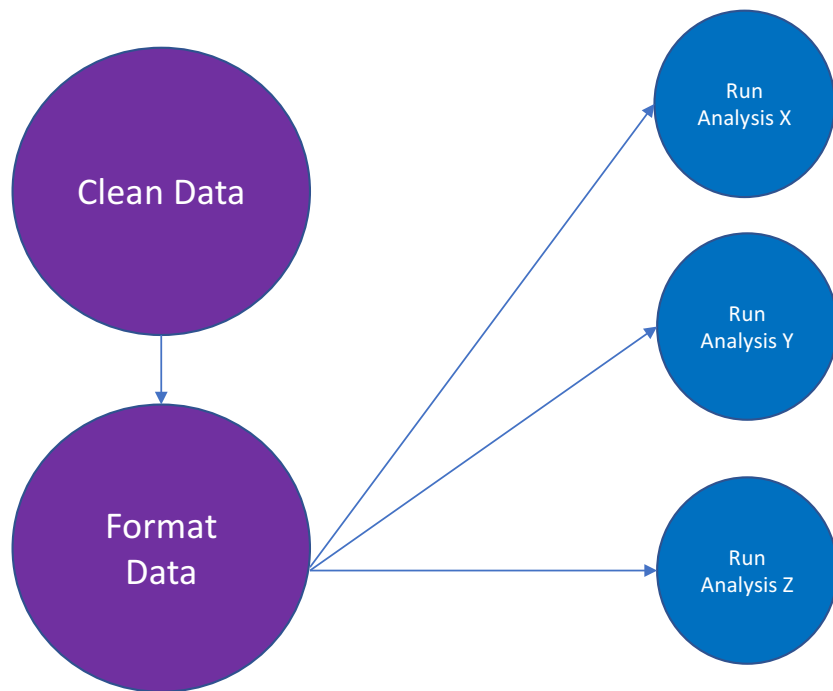 Clean Data
Format
Data
Run
Analysis X
Run
Analysis Y
Run
Analysis Z